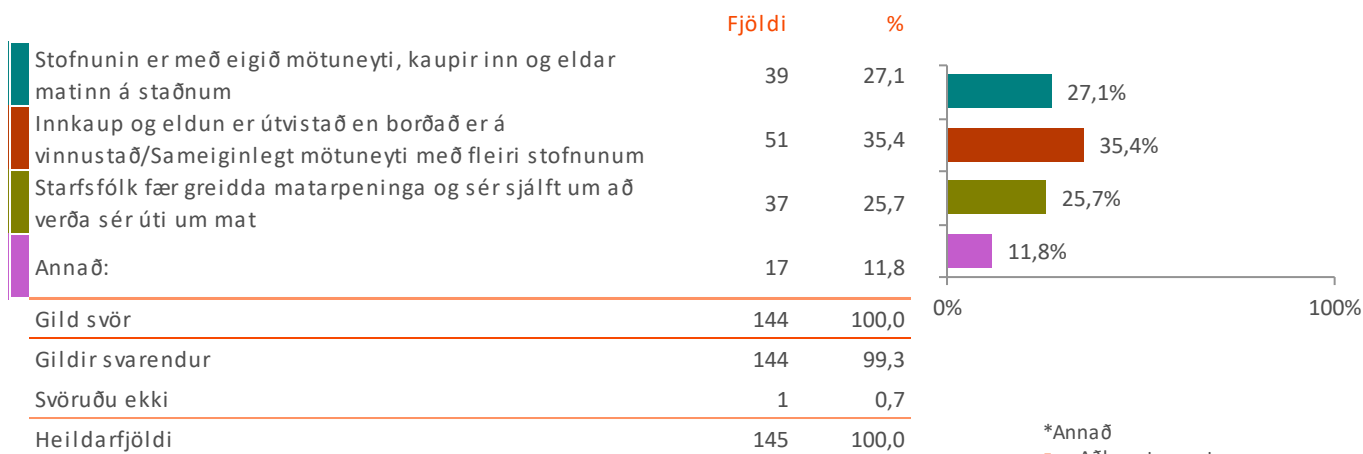 Fjöldi %
Stofnunin er með eigið mötuneyti, kaupir inn og eldar
matinn á staðnum
39 27,1
Innkaup og eldun er útvistað en borðað er á
vinnustað/Sameiginlegt mötuneyti með fleiri stofnunum
51 35,4
Starfsfólk fær greidda matarpeninga og sér sjálft um að
verða sér úti um mat
37 25,7
Annað: 17 11,8
Gild svör 144 100,0
Gildir svarendur 144 99,3
Svöruðu ekki 1 0,7
Heildarfjöldi 145 100,0
27,1%
35,4%
25,7%
11,8%
0% 100%
*Annað